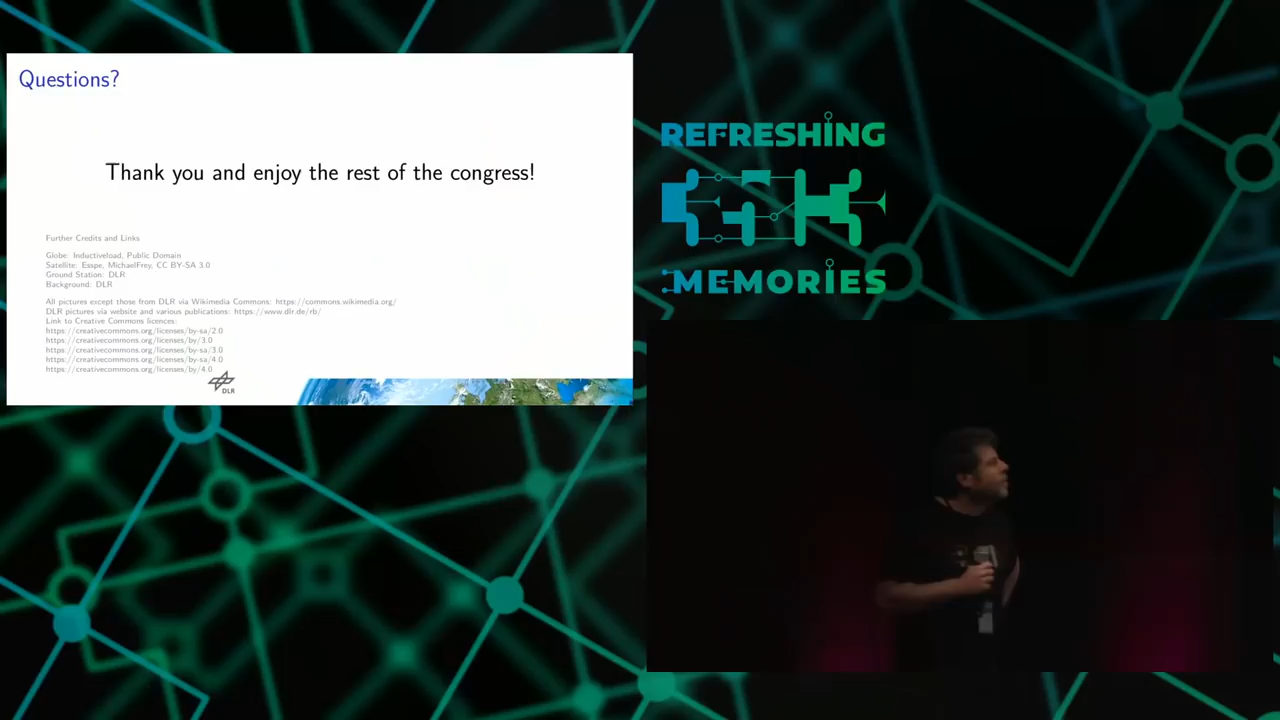 Questions?
Thank you and enjoy the rest of the congress!
Further Credits and Links
Globe: Inductiveload, Public Domain
Satellite: Esspe, MichaelFrey, CC BY-SA 3.0
Ground Station: DLR
Background: DLR
All pictures except those from DLR via Wikimedia Commons: https://commons.wikimedia.org/
DLR pictures via website and various publications: https://www.dlr.de/rb/
Link to Creative Commons licences:
https://creativecommons.org/licenses/by-sa/2.0
https://creativecommons.org/licenses/by/3.0
https://creativecommons.org/licenses/by-sa/3.0
https://creativecommons.org/licenses/by-sa/4.0
https://creativecommons.org/licenses/by/4.0
DLR
REFRESHING
MEMORIES